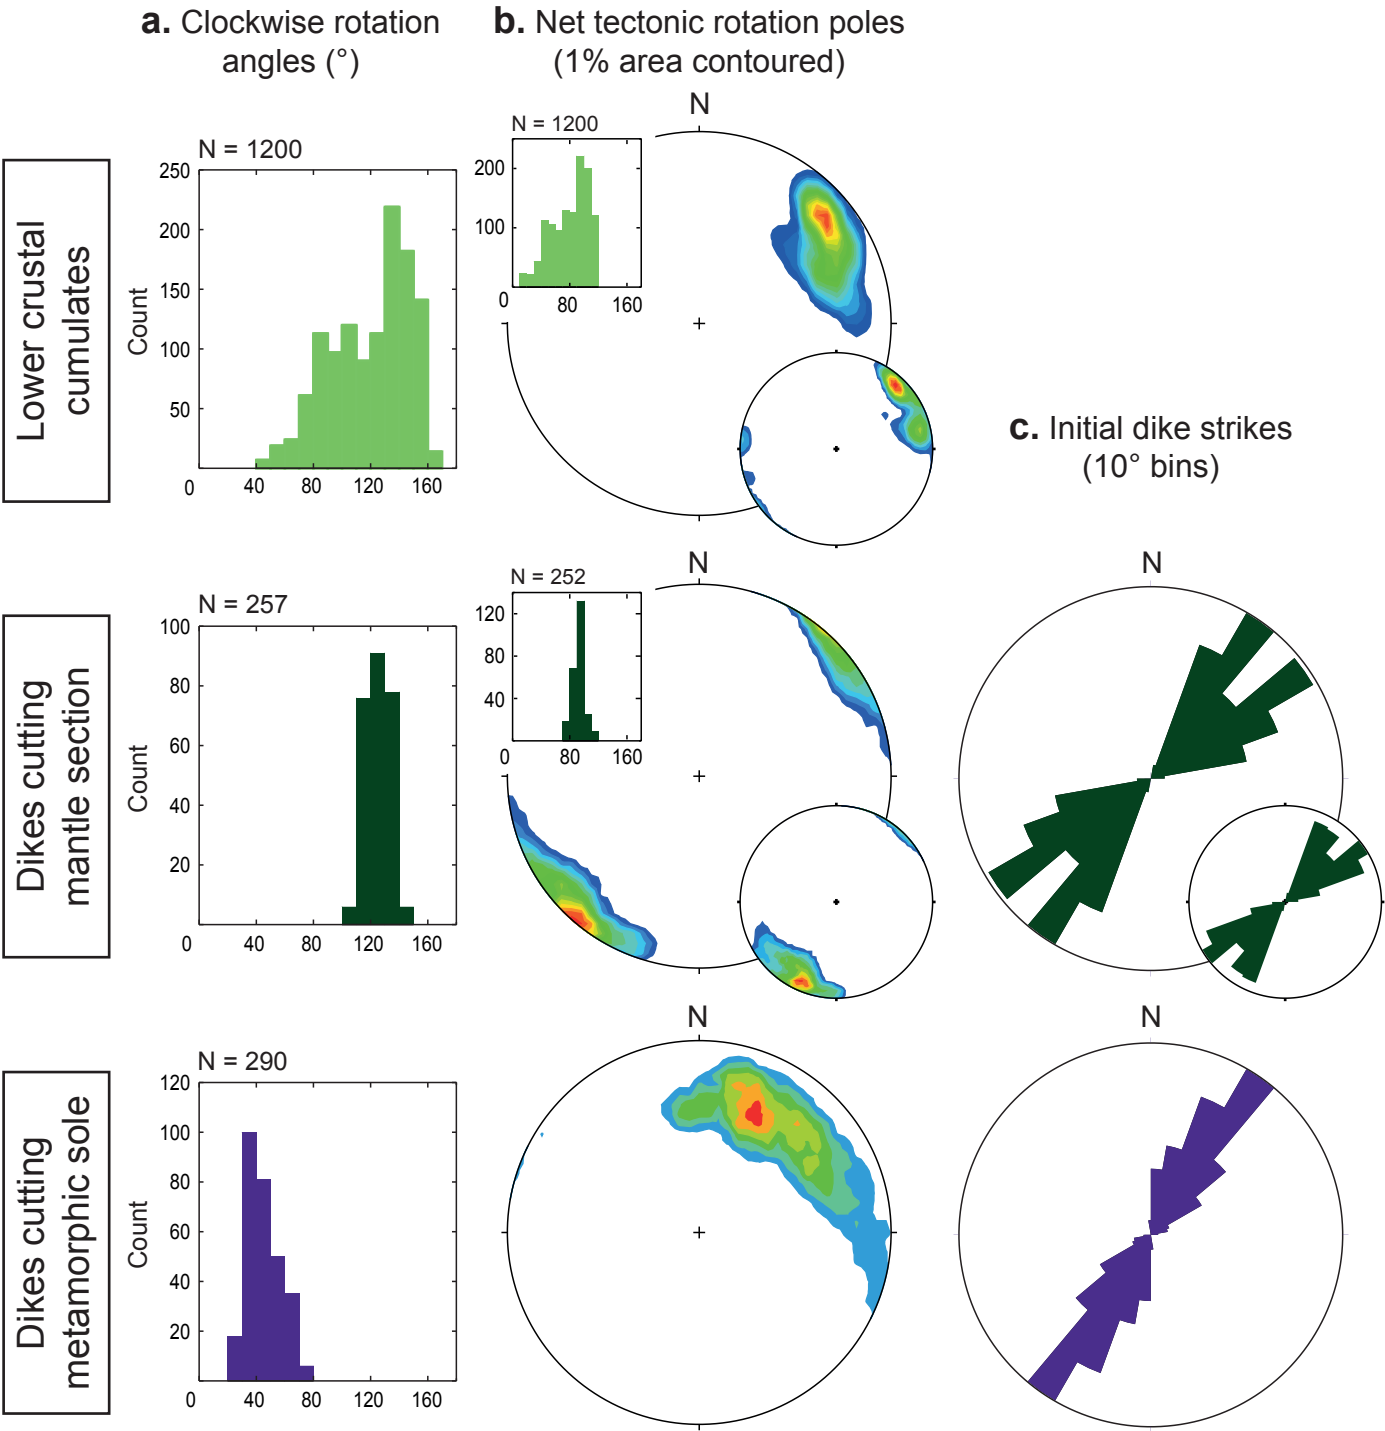 a. Clockwise rotation
angles (°)
b. Net tectonic rotation poles
(1% area contoured)
Lower crustal
cumulates
N = 1200
Count
250
200
150
100
50
0
40
80
120
160
N = 1200
200
100
0
80
160
N
c. Initial dike strikes
(10° bins)
Dikes cutting
mantle section
N = 257
Count
100
80
60
40
20
0
40
80
120
160
N = 252
120
80
40
0
80
160
N
N
Dikes cutting
metamorphic sole
N = 290
Count
120
100
80
60
40
20
0
40
80
120
160
N
N